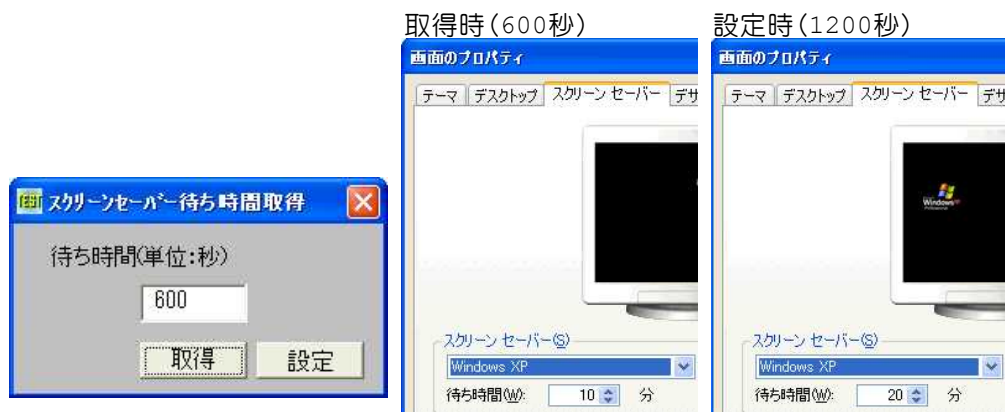 取得時(600秒)
設定時(1200秒)
スクリーンセーバー待ち時間取得
待ち時間(単位:秒)
600
取得
設定
画面のプロパティ
テーマ デスクトップ スクリーン セーバー デサ
スクリーン セーバー(S)
Windows XP
待ち時間(W): 10 分
画面のプロパティ
テーマ デスクトップ スクリーン セーバー デサ
Windows
スクリーン セーバー(S)
Windows XP
待ち時間(W): 20 分